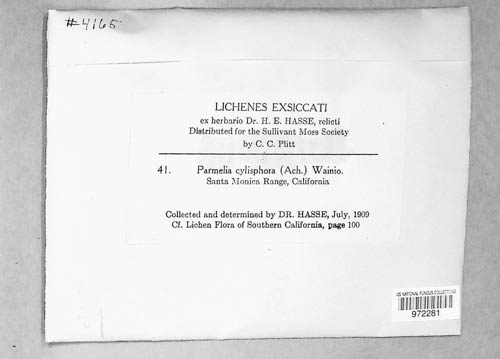 #4165
LICHENES EXSICCATI
ex herbario Dr. H. E. HASSE, relicti
Distributed for the Sullivant Moss Society
by C. C. Plitt
41. Parmelia cylisphora (Ach.) Wainio.
Santa Monica Range, California
Collected and determined by DR. HASSE, July, 1909
Cf. Lichen Flora of Southern California, page 100
US NATIONAL FUNGUS COLLECTIONS
972281